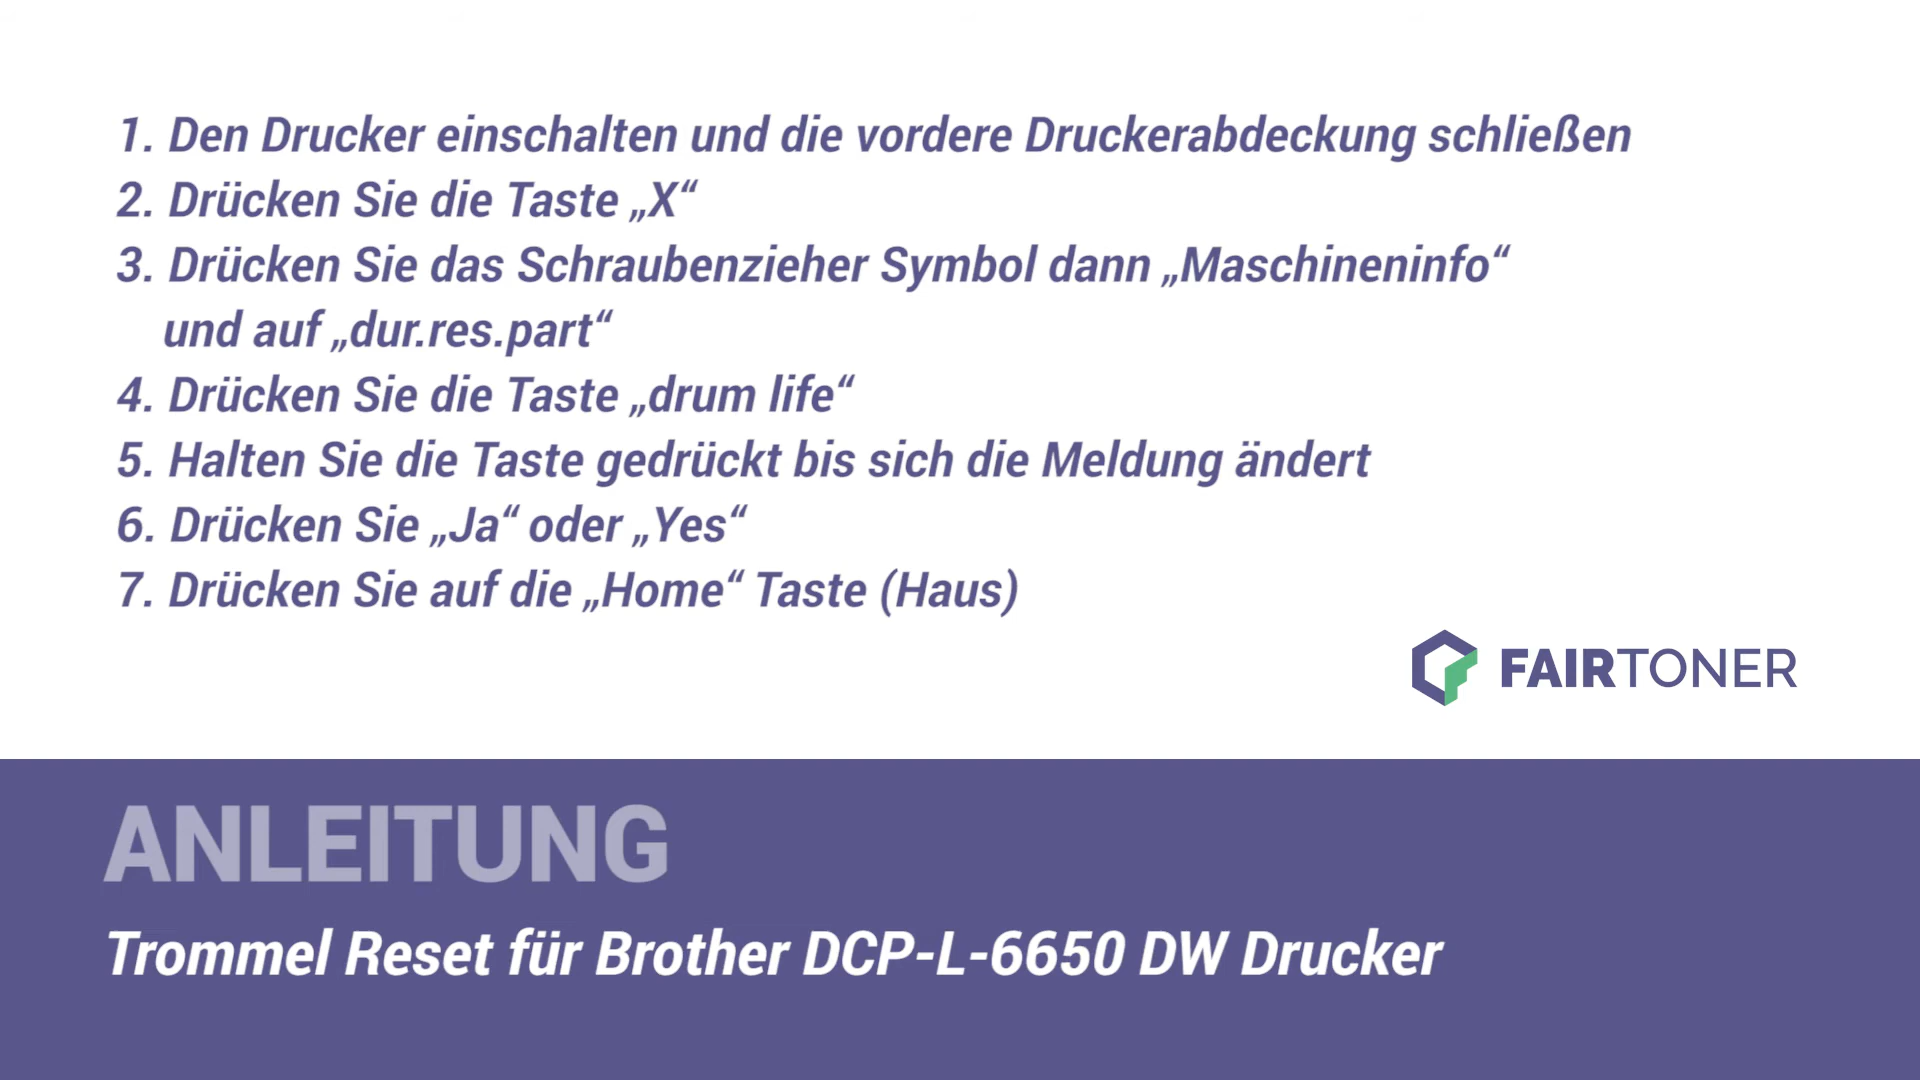 1. Den Drucker einschalten und die vordere Druckerabdeckung schließen
2. Drücken Sie die Taste „X“
3. Drücken Sie das Schraubenzieher Symbol dann „Maschineninfo“
und auf „dur.res.part“
4. Drücken Sie die Taste „drum life“
5. Halten Sie die Taste gedrückt bis sich die Meldung ändert
6. Drücken Sie „Ja“ oder „Yes“
7. Drücken Sie auf die „Home“ Taste (Haus)
FAIRTONER
ANLEITUNG
Trommel Reset für Brother DCP-L-6650 DW Drucker